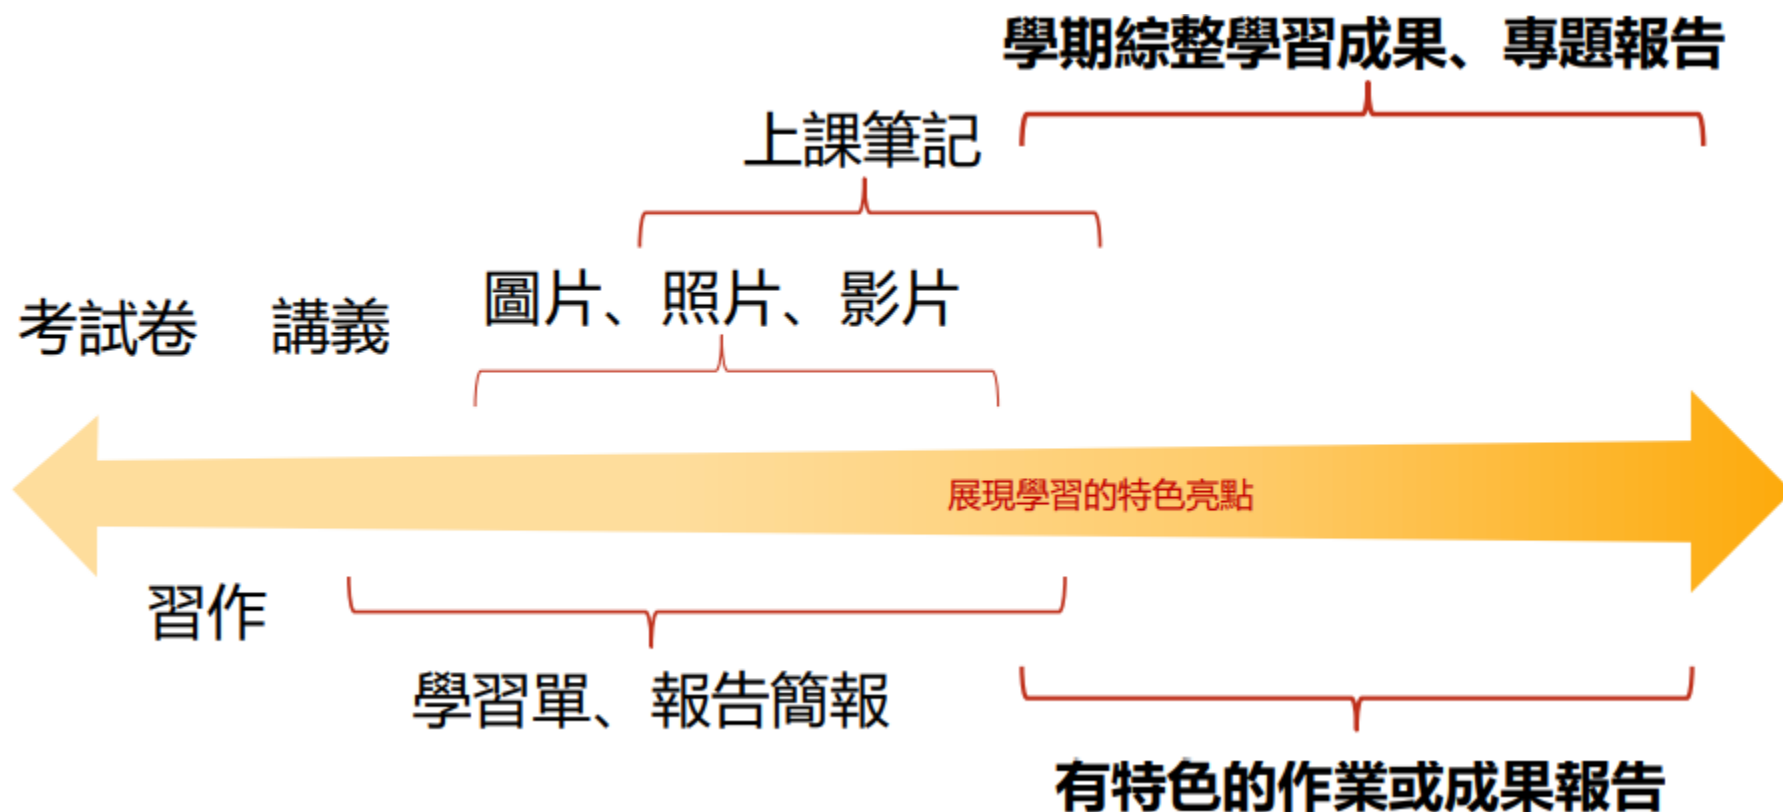 學期綜整學習成果、專題報告
上課筆記
圖片、照片、影片
考試卷 講義
展現學習的特色亮點
習作
學習單、報告簡報
有特色的作業或成果報告